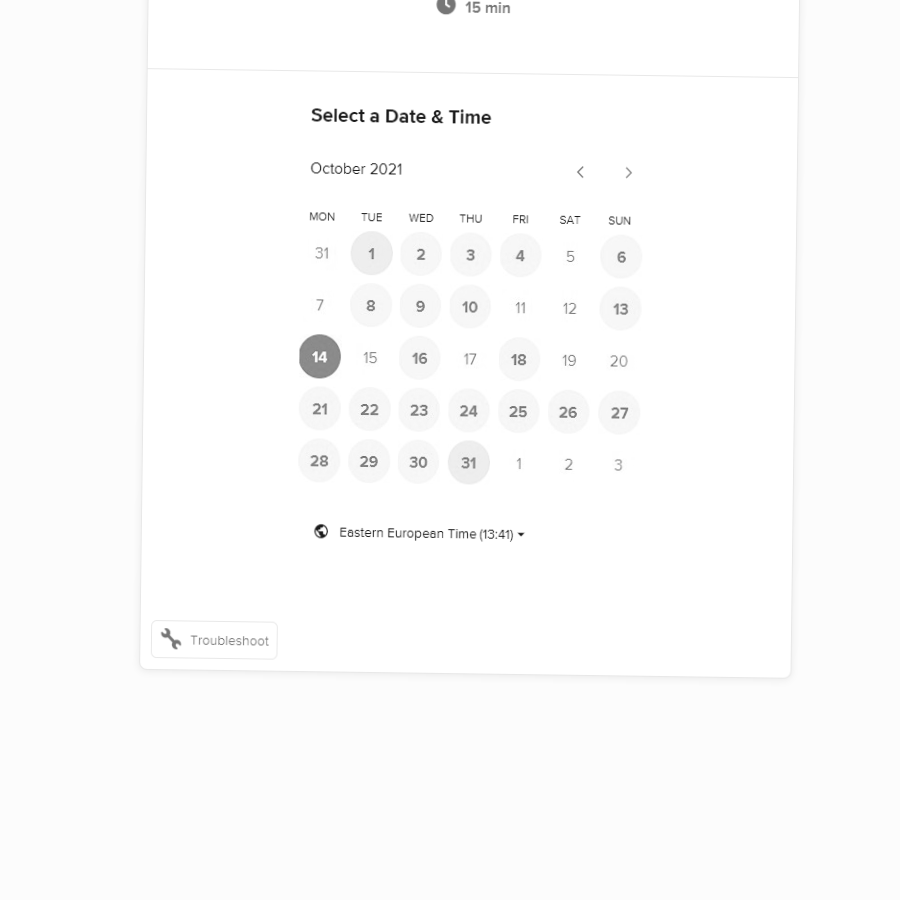 15 min
Select a Date & Time
October 2021
MON TUE WED THU FRI SAT SUN
31 1 2 3 4 5 6
7 8 9 10 11 12 13
14 15 16 17 18 19 20
21 22 23 24 25 26 27
28 29 30 31 1 2 3
Eastern European Time (13:41)
Troubleshoot